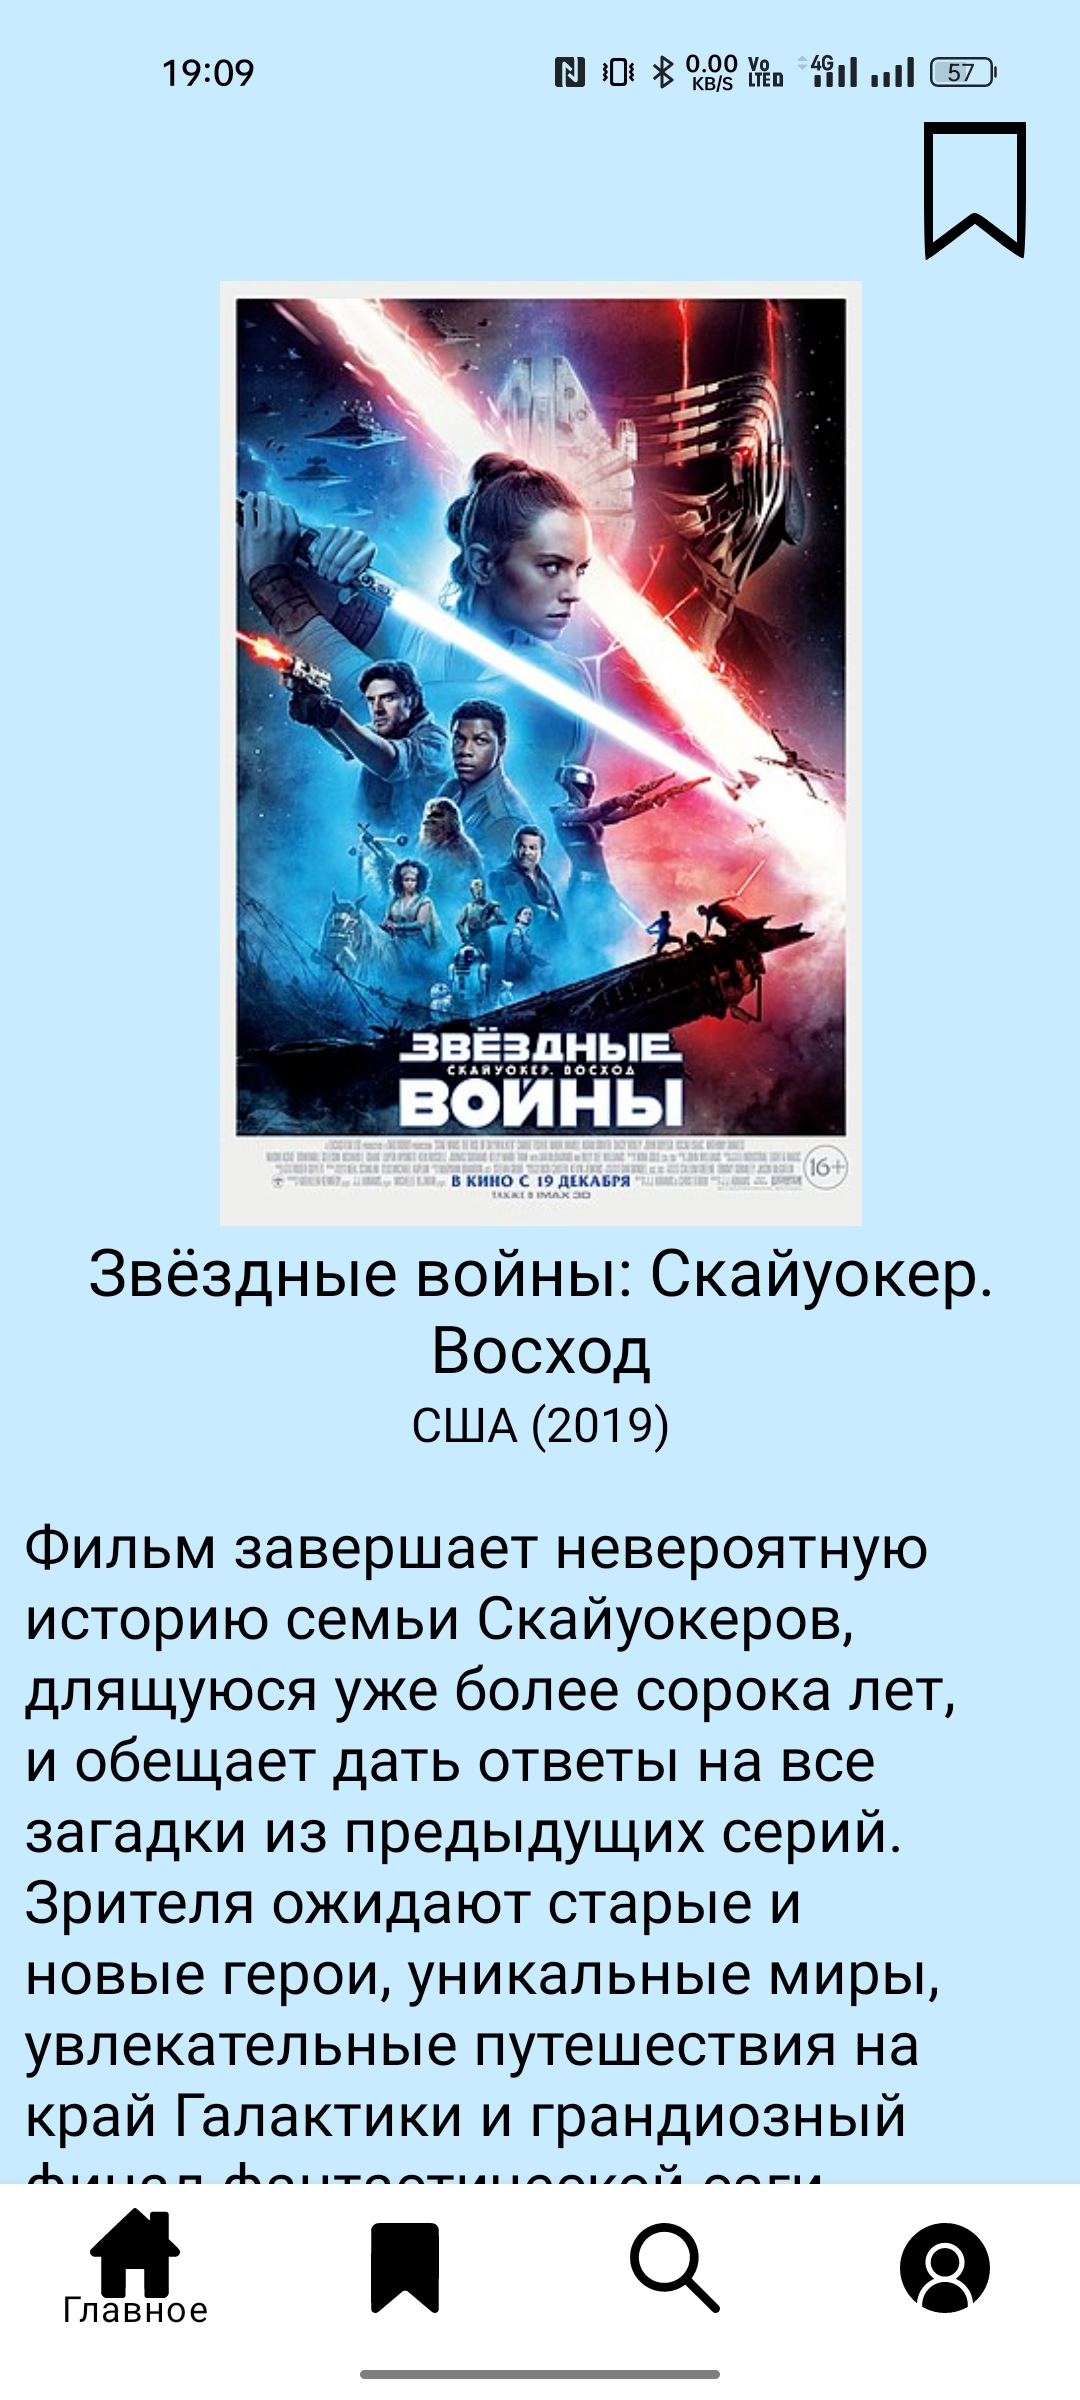 19:09
0.00
KB/S
Vo
LTE
4G
57
ЗВЁЗДНЫЕ
СКАЙУОКЕР. ВОСХОД
ВОЙНЫ
16+
В КИНО С 19 ДЕКАБРЯ
ТАКЖЕ В IMAX 3D
Звёздные войны: Скайуокер.
Восход
США (2019)
Фильм завершает невероятную
историю семьи Скайуокеров,
длящуюся уже более сорока лет,
и обещает дать ответы на все
загадки из предыдущих серий.
Зрителя ожидают старые и
новые герои, уникальные миры,
увлекательные путешествия на
край Галактики и грандиозный
финал фантастической саги
Главное